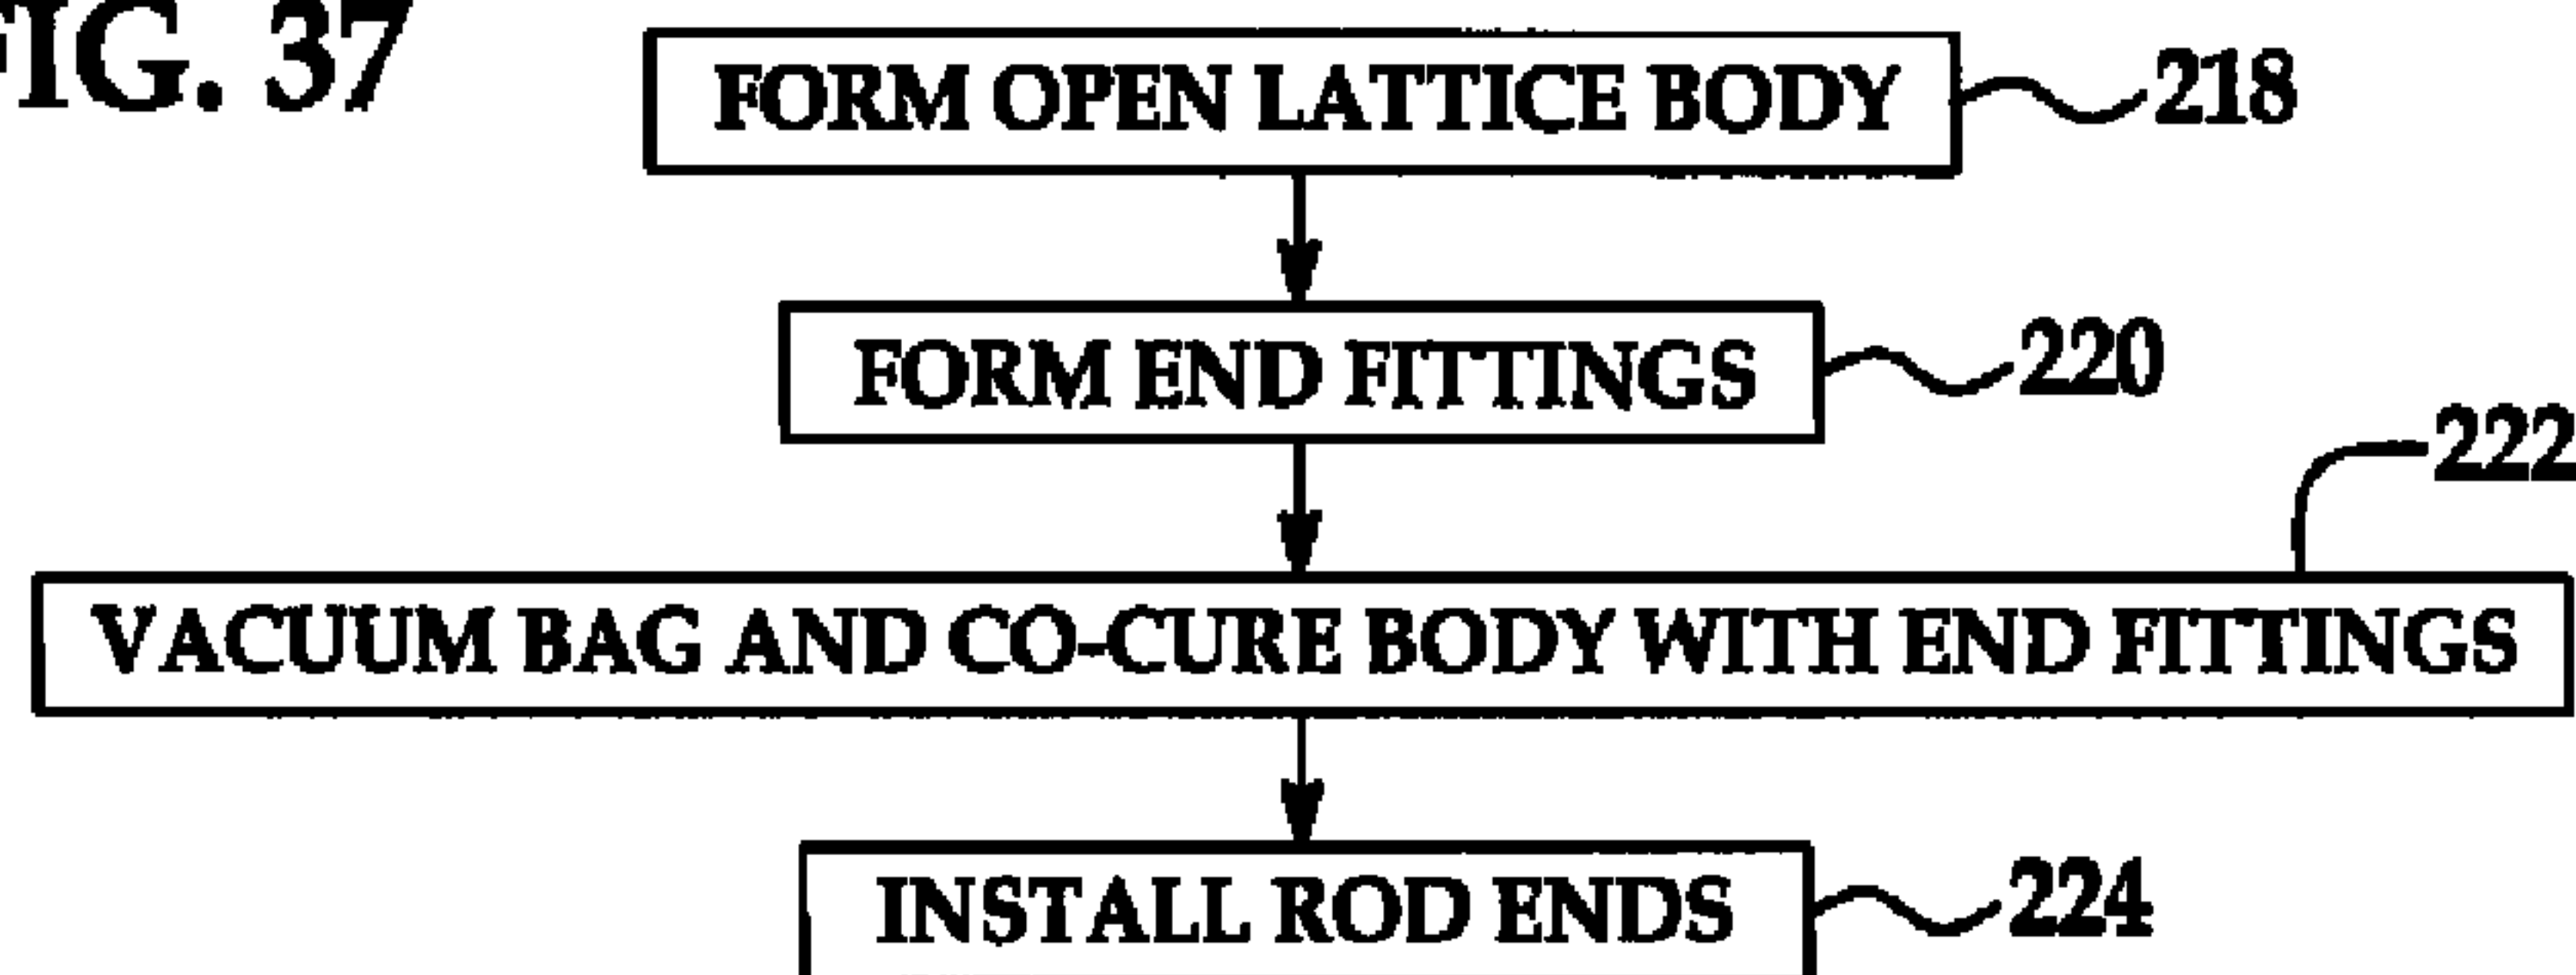 FIG. 37
FORM OPEN LATTICE BODY 218
FORM END FITTINGS 220
222
VACUUM BAG AND CO-CURE BODY WITH END FITTINGS
INSTALL ROD ENDS 224